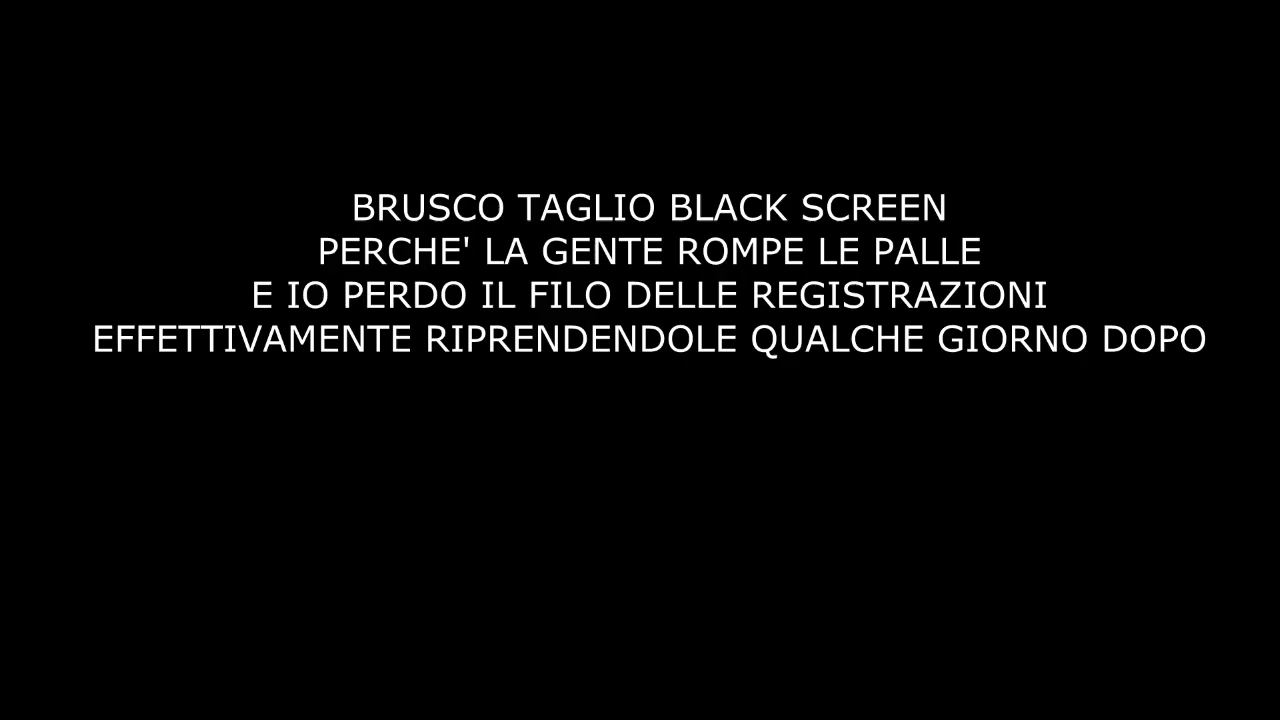 BRUSCO TAGLIO BLACK SCREEN
PERCHE' LA GENTE ROMPE LE PALLE
E IO PERDO IL FILO DELLE REGISTRAZIONI
EFFETTIVAMENTE RIPRENDENDOLE QUALCHE GIORNO DOPO